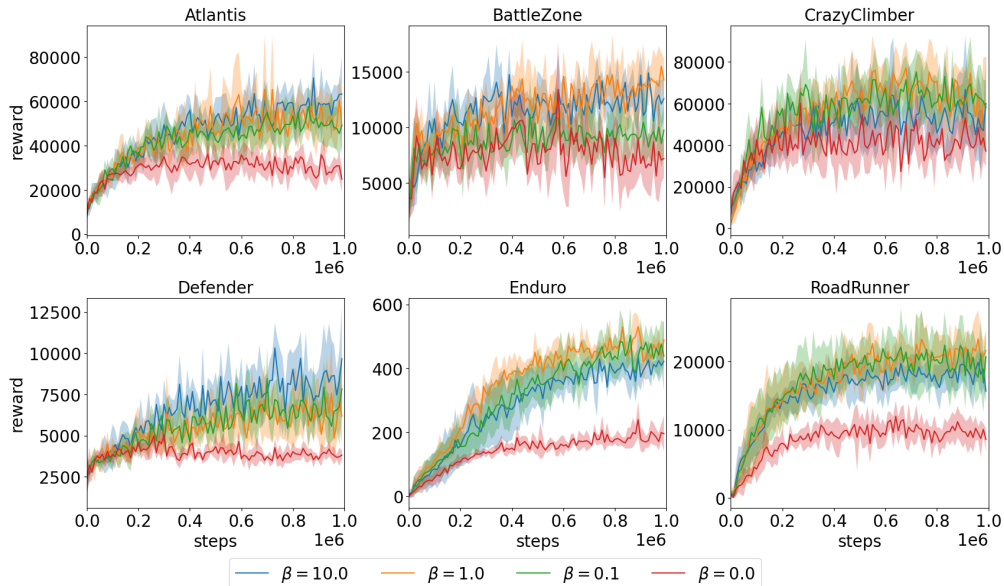 Atlantis
BattleZone
CrazyClimber
80000
60000
40000
20000
0
reward
15000
10000
5000
80000
60000
40000
20000
0
0.0 0.2 0.4 0.6 0.8 1.0
1e6
0.0 0.2 0.4 0.6 0.8 1.0
1e6
0.0 0.2 0.4 0.6 0.8 1.0
1e6
Defender
Enduro
RoadRunner
12500
10000
7500
5000
2500
reward
600
400
200
0
20000
10000
0
0.0 0.2 0.4 0.6 0.8 1.0
steps
1e6
0.0 0.2 0.4 0.6 0.8 1.0
steps
1e6
0.0 0.2 0.4 0.6 0.8 1.0
steps
1e6
β = 10.0
β = 1.0
β = 0.1
β = 0.0